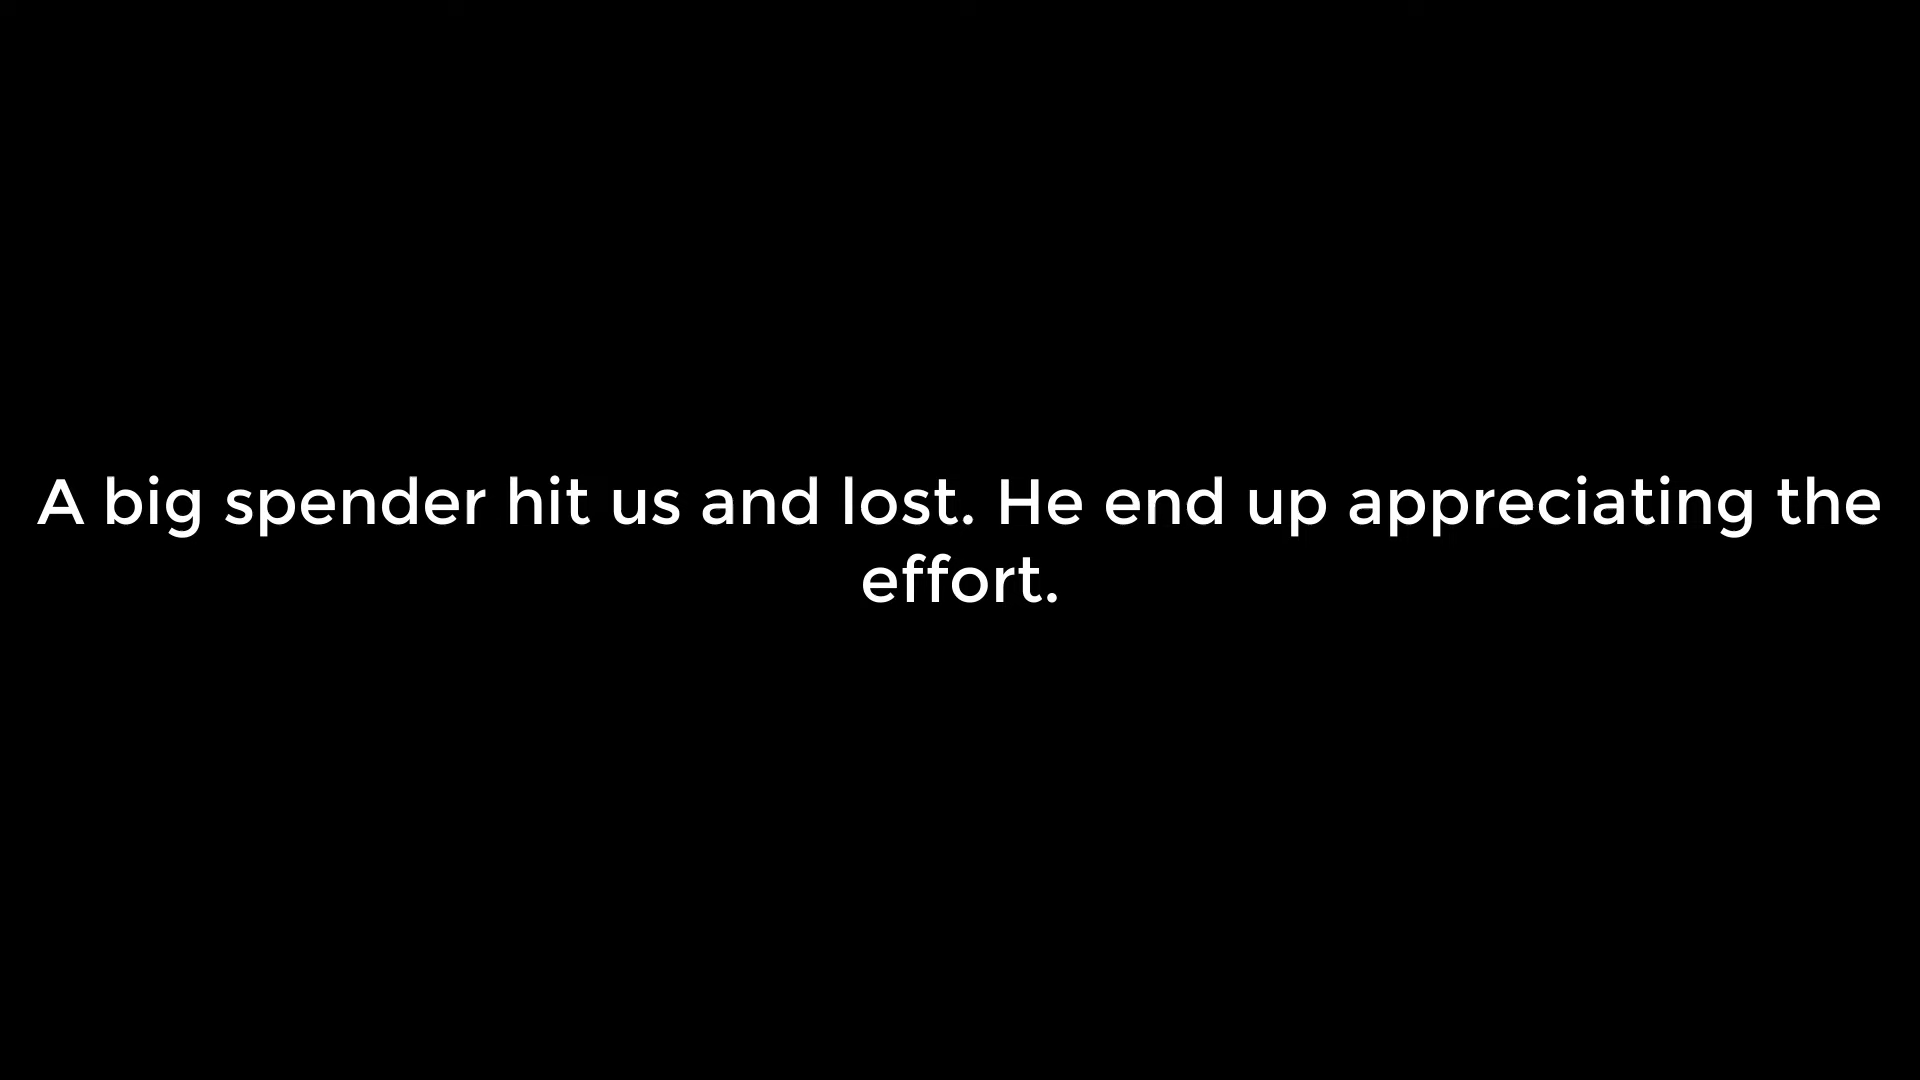 A big spender hit us and lost. He end up appreciating the
effort.